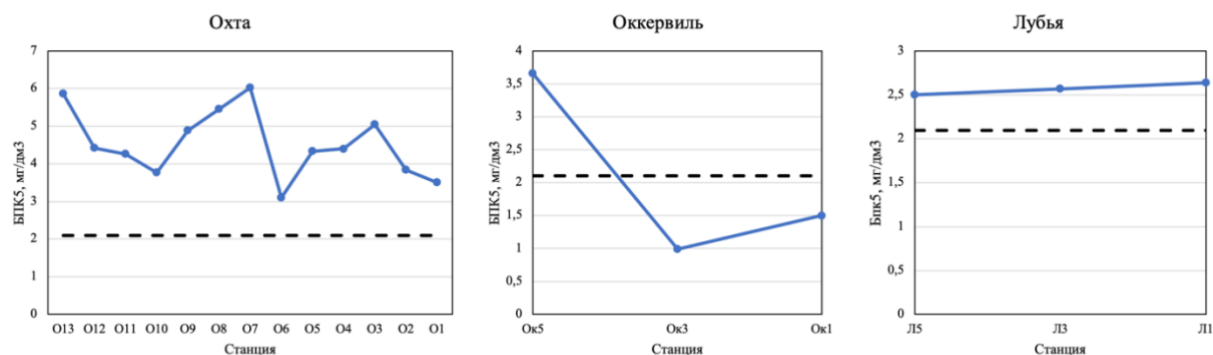 Охта
БПК5, мг/дм3
7
6
5
4
3
2
1
0
О13 О12 О11 О10 О9 О8 О7 О6 О5 О4 О3 О2 О1
Станция
Оккервиль
БПК5, мг/дм3
4
3,5
3
2,5
2
1,5
1
0,5
0
Ок5 Ок3 Ок1
Станция
Лубья
Бпк5, мг/дм3
3
2,5
2
1,5
1
0,5
0
Л5 Л3 Л1
Станция